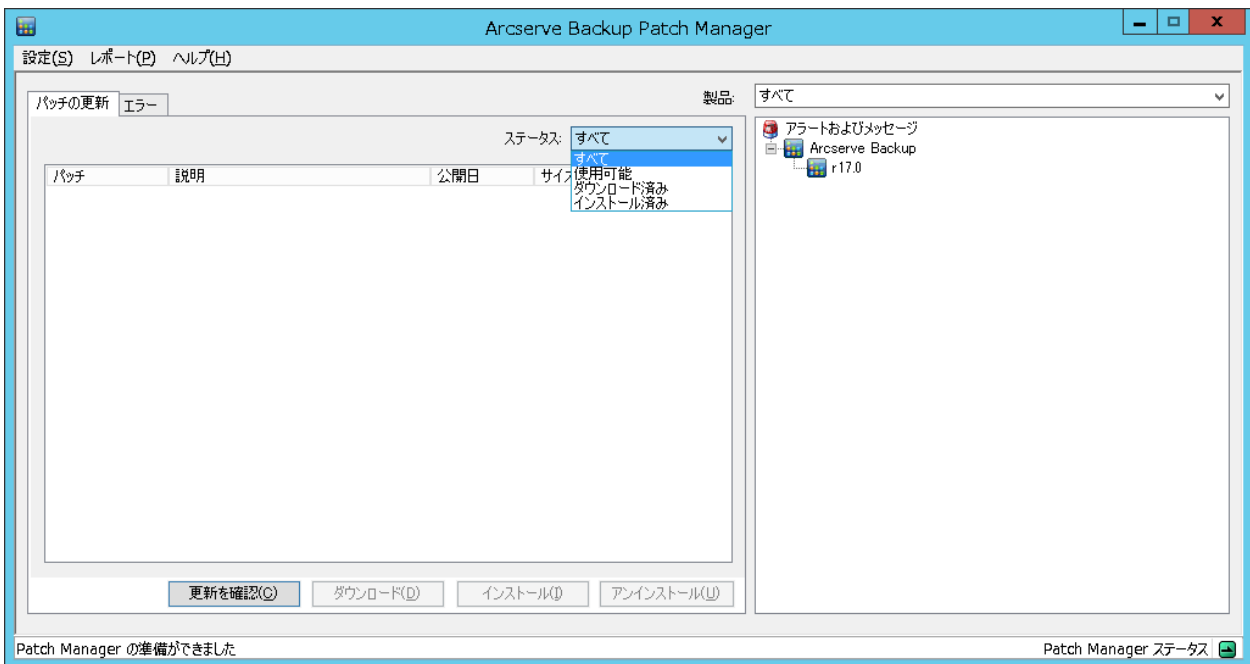 Arcserve Backup Patch Manager
設定(S) レポート(P) ヘルプ(H)
パッチの更新 エラー
製品: すべて
ステータス: すべて
すべて
使用可能
ダウンロード済み
インストール済み
パッチ 説明 公開日
アラートおよびメッセージ
Arcserve Backup
r17.0
更新を確認(C) ダウンロード(D) インストール(I) アンインストール(U)
Patch Manager の準備ができました
Patch Manager ステータス